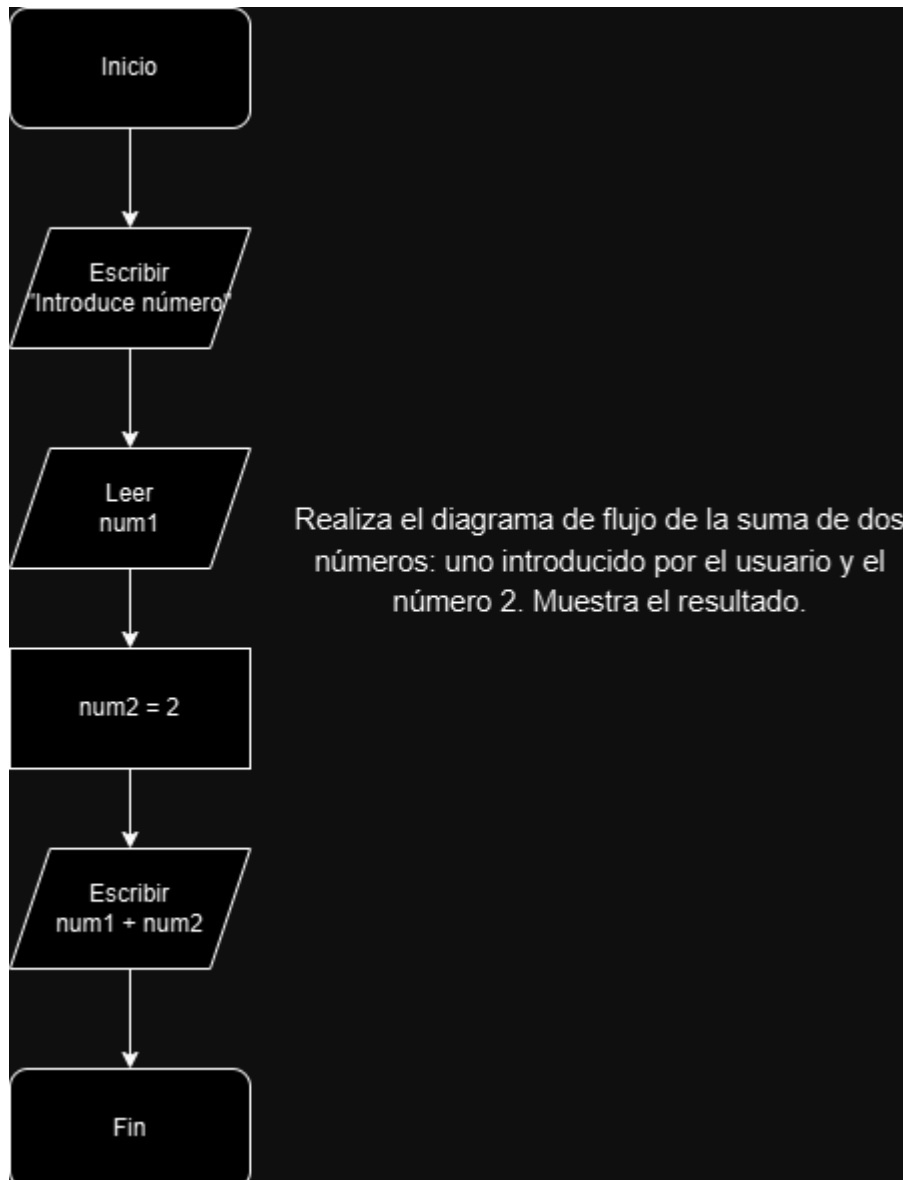 Inicio
Escribir
"Introduce número"
Leer
num1
Realiza el diagrama de flujo de la suma de dos
números: uno introducido por el usuario y el
número 2. Muestra el resultado.
num2 = 2
Escribir
num1 + num2
Fin